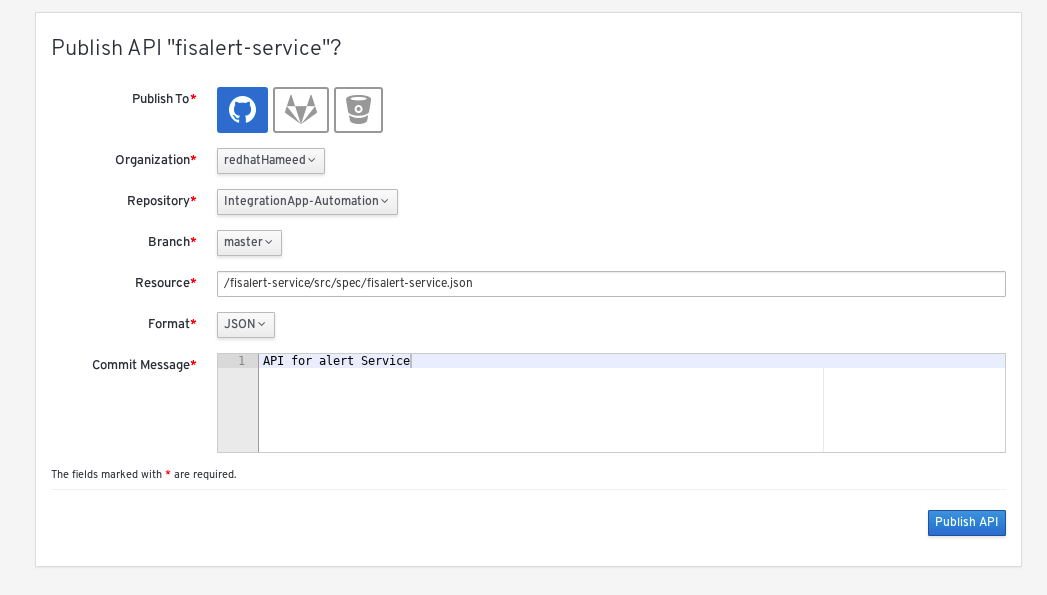 Publish API "fisalert-service"?
Publish To*
Organization* redhatHameed
Repository* IntegrationApp-Automation
Branch* master
Resource* /fisalert-service/src/spec/fisalert-service.json
Format* JSON
Commit Message* 1 API for alert Service
The fields marked with * are required.
Publish API